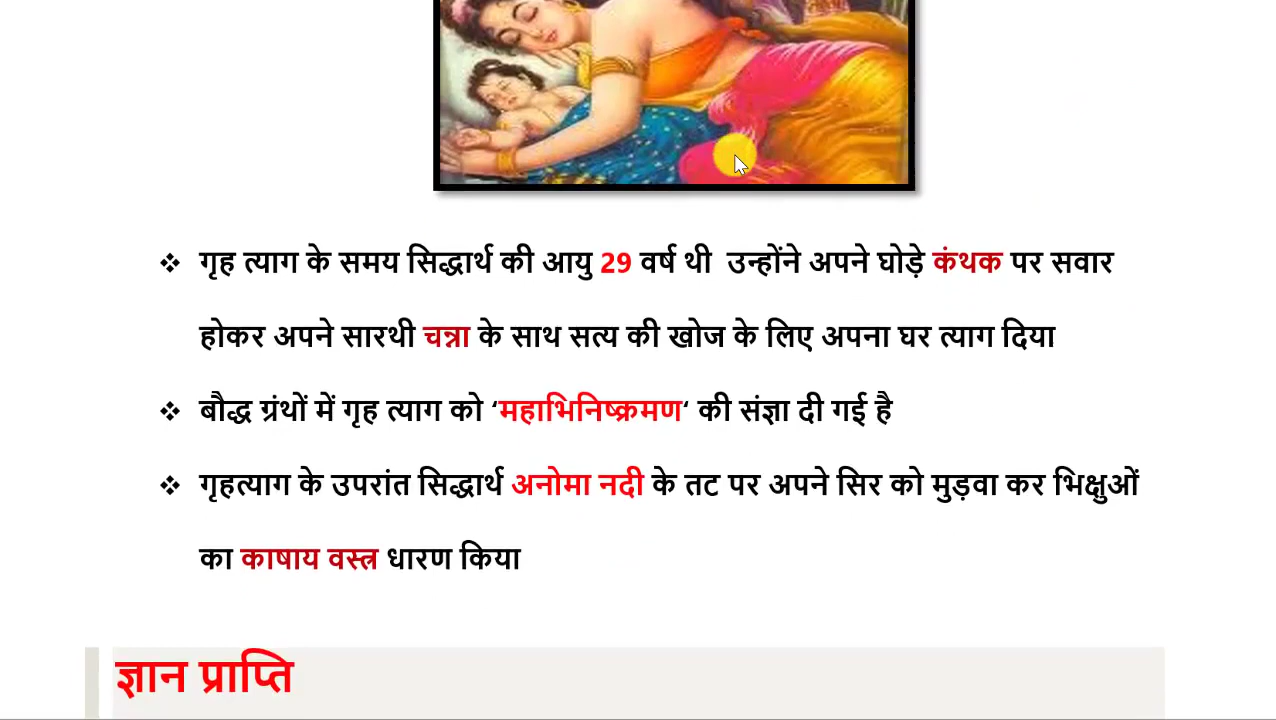 ❖ गृह त्याग के समय सिद्धार्थ की आयु 29 वर्ष थी  उन्होंने अपने घोड़े कंथक पर सवार
होकर अपने सारथी चन्ना के साथ सत्य की खोज के लिए अपना घर त्याग दिया
❖ बौद्ध ग्रंथों में गृह त्याग को ‘महाभिनिष्क्रमण‘ की संज्ञा दी गई है
❖ गृहत्याग के उपरांत सिद्धार्थ अनोमा नदी के तट पर अपने सिर को मुड़वा कर भिक्षुओं
का काषाय वस्त्र धारण किया
ज्ञान प्राप्ति